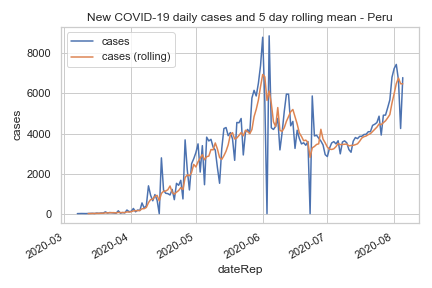 New COVID-19 daily cases and 5 day rolling mean - Peru
cases
cases (rolling)
8000
6000
4000
2000
0
cases
2020-03
2020-04
2020-05
2020-06
2020-07
2020-08
dateRep